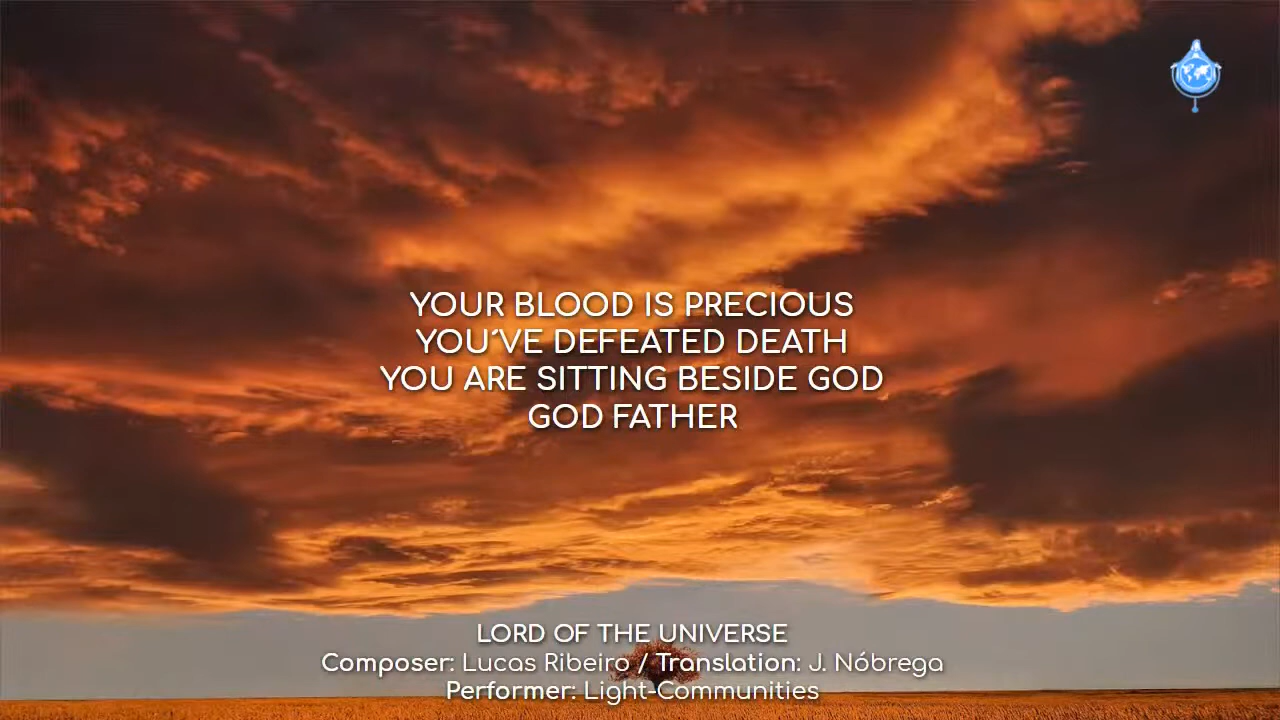 YOUR BLOOD IS PRECIOUS
YOU´VE DEFEATED DEATH
YOU ARE SITTING BESIDE GOD
GOD FATHER
LORD OF THE UNIVERSE
Composer: Lucas Ribeiro / Translation: J. Nóbrega
Performer: Light-Communities